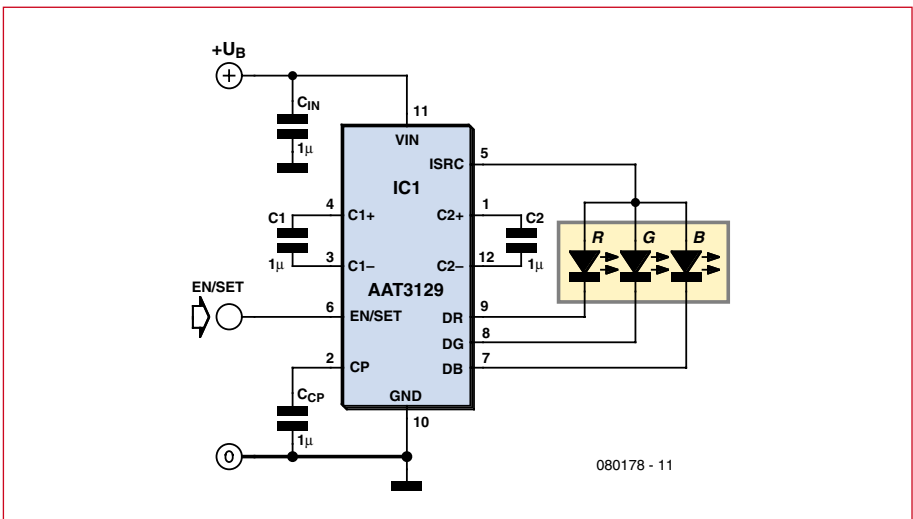 +UB
CIN
1µ
11
VIN
ISRC
5
IC1
4
C1+
C1
1µ
3
C1–
1
C2+
C2
1µ
12
C2–
R
G
B
AAT3129
EN/SET
6
EN/SET
9
DR
8
DG
7
DB
2
CP
CCP
1µ
GND
10
0
080178 - 11